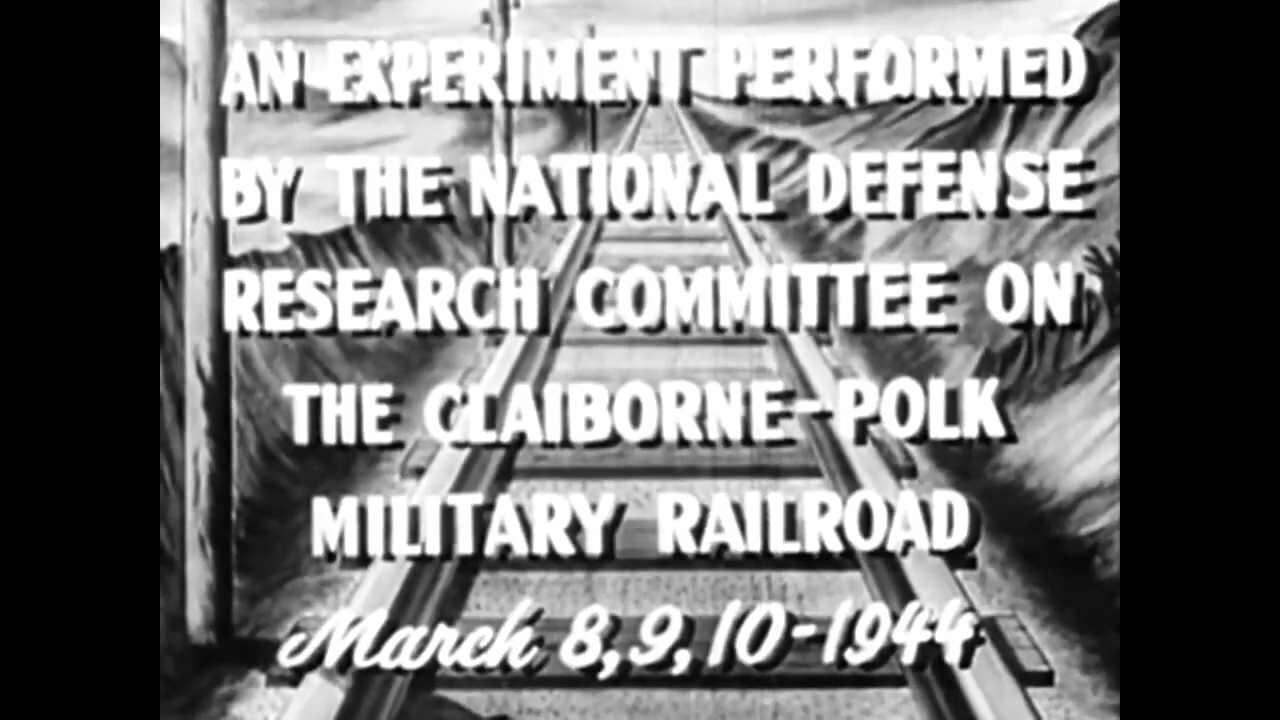 AN EXPERIMENT PERFORMED
BY THE NATIONAL DEFENSE
RESEARCH COMMITTEE ON
THE CLAIBORNE-POLK
MILITARY RAILROAD
March 8,9,10-1944